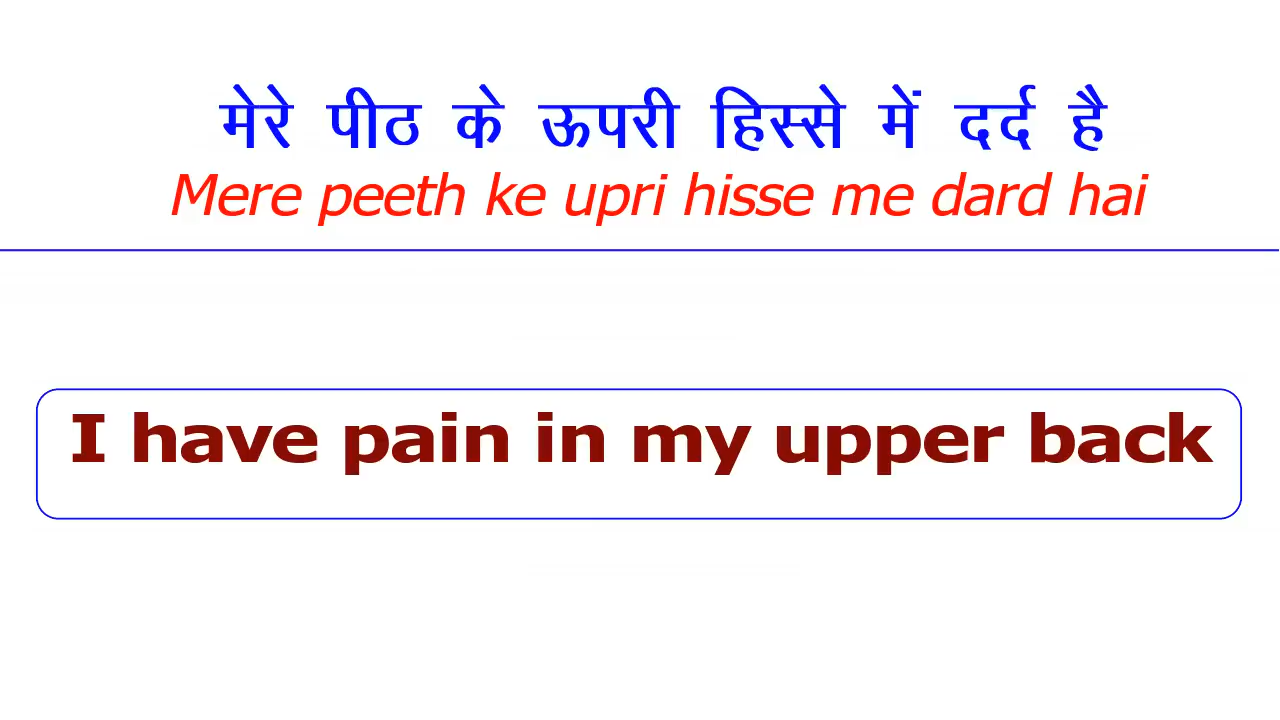 मेरे पीठ के ऊपरी हिस्से में दर्द है
Mere peeth ke upri hisse me dard hai
I have pain in my upper back